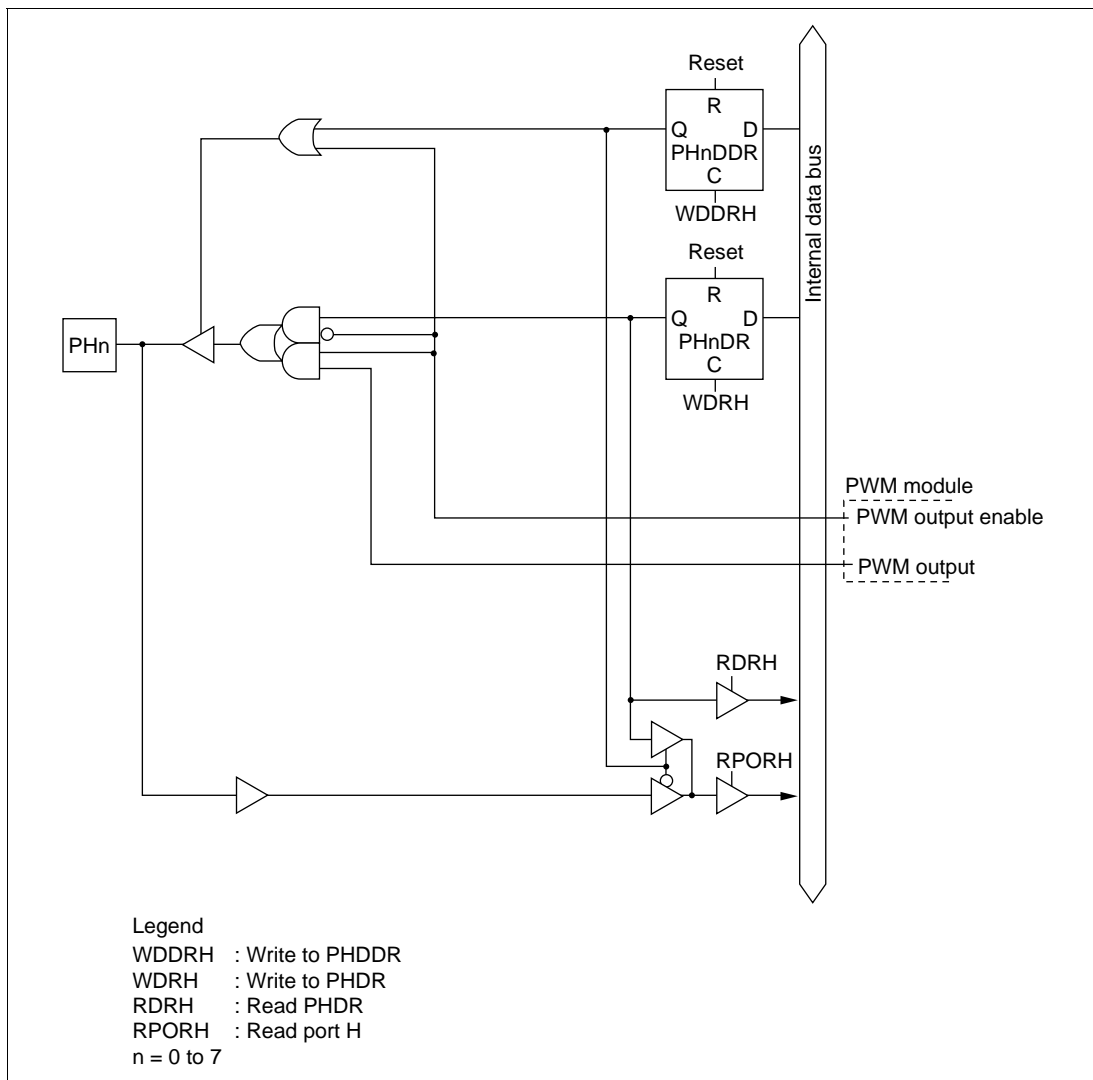 Reset
R
Q D
PHnDDR
C
WDDRH
Internal data bus
Reset
R
Q D
PHnDR
C
WDRH
PHn
PWM module
PWM output enable
PWM output
RDRH
RPORH
Legend
WDDRH : Write to PHDDR
WDRH : Write to PHDR
RDRH : Read PHDR
RPORH : Read port H
n = 0 to 7